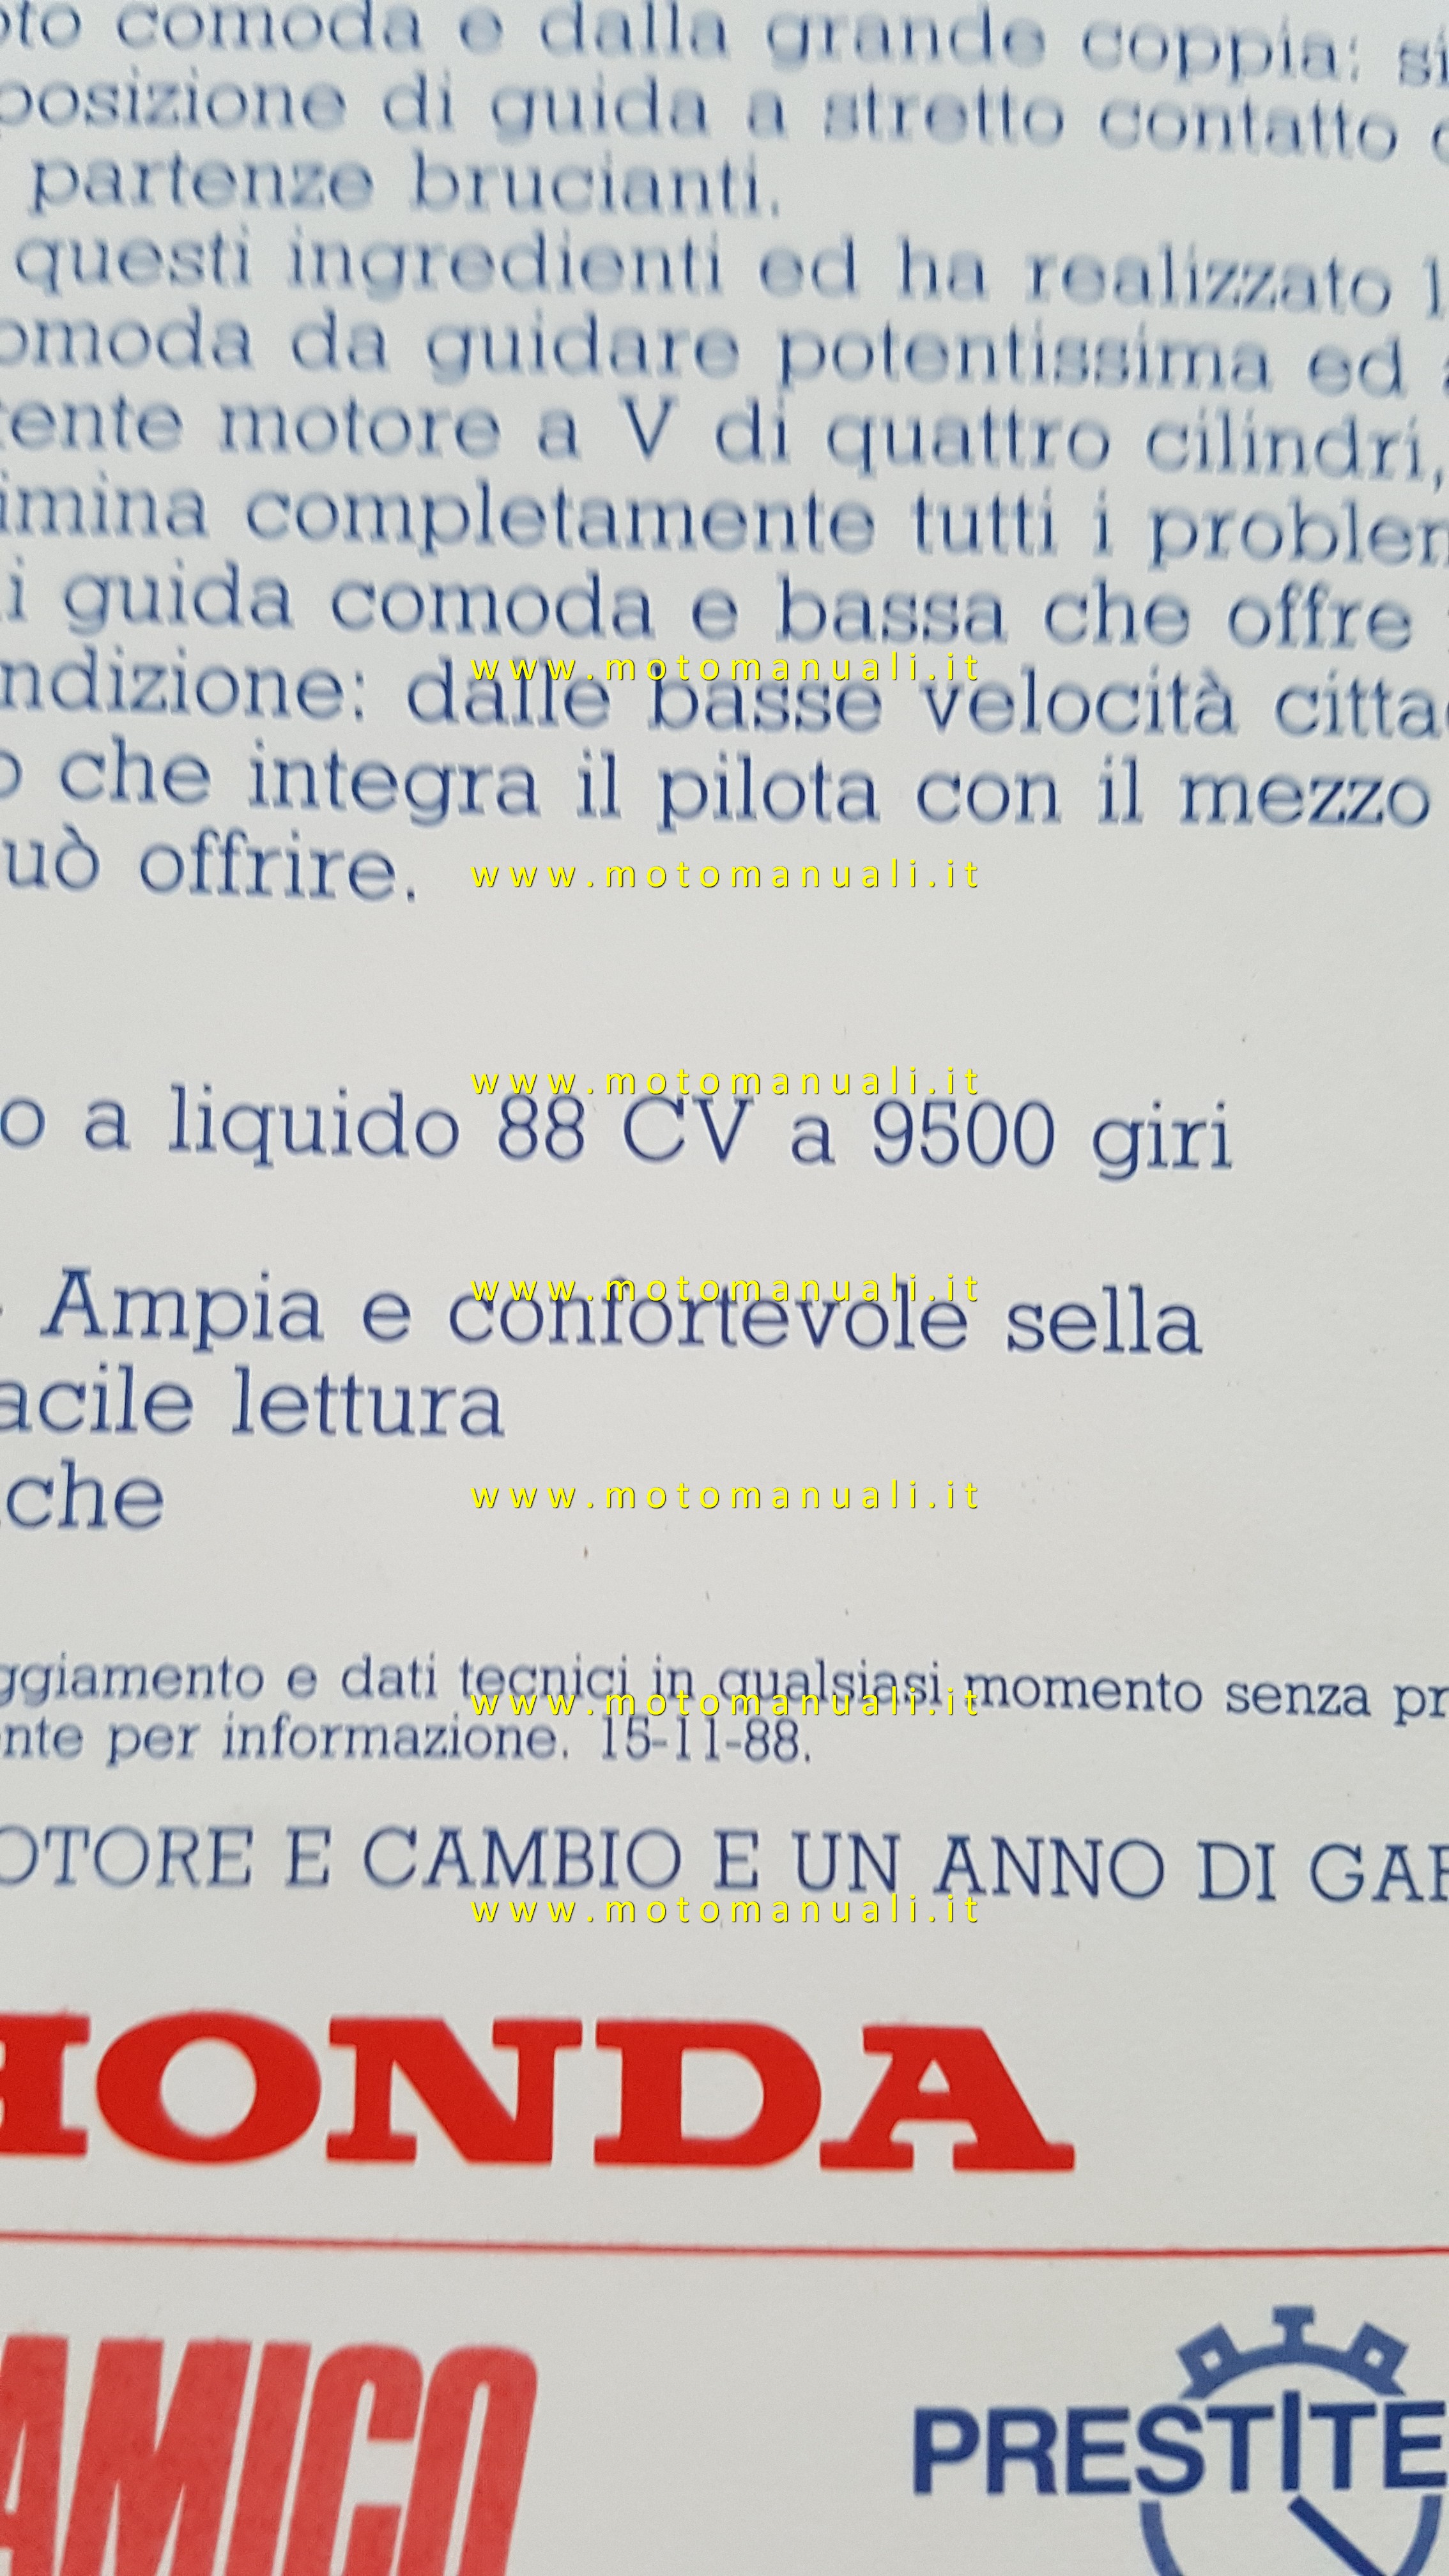 oto comoda e dalla grande coppia: si
posizione di guida a stretto contatto c
partenze brucianti.
questi ingredienti ed ha realizzato l
omoda da guidare potentissima ed a
tente motore a V di quattro cilindri,
imina completamente tutti i problem
i guida comoda e bassa che offre
www.motomanuali.it
ndizione: dalle basse velocità cittad
o che integra il pilota con il mezzo
uò offrire.
www.motomanuali.it
www.motomanuali.it
o a liquido 88 CV a 9500 giri
www.motomanuali.it
- Ampia e confortevole sella
acile lettura
iche
www.motomanuali.it
ggiamento e dati tecnici in qualsiasi momento senza pr
www.motomanuali.it
nte per informazione. 15-11-88.
OTORE E CAMBIO E UN ANNO DI GAR
www.motomanuali.it
HONDA
AMICO
PRESTITE